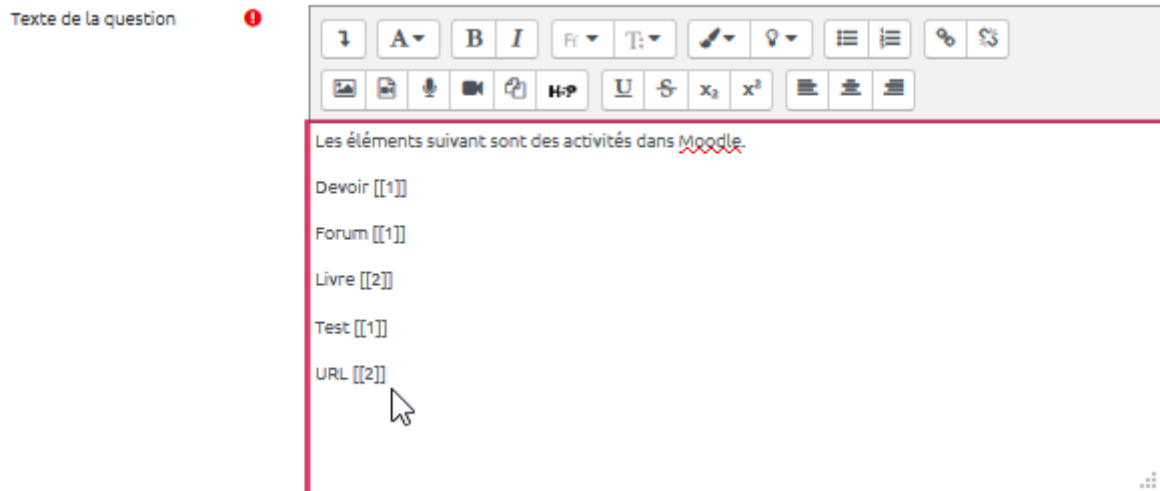 Texte de la question
Les éléments suivant sont des activités dans Moodle.
Devoir [[1]]
Forum [[1]]
Livre [[2]]
Test [[1]]
URL [[2]]